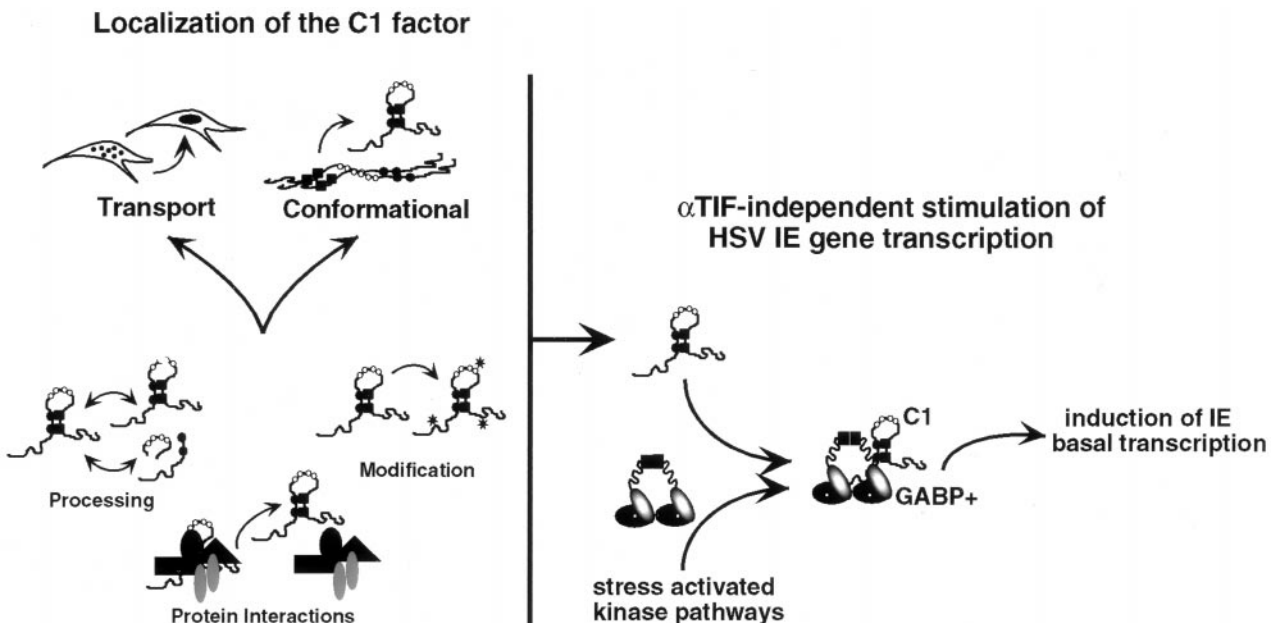 Localization of the C1 factor
Transport
Conformational
Processing
Modification
Protein Interactions
αTIF-independent stimulation of
HSV IE gene transcription
C1
GABP+
induction of IE
basal transcription
stress activated
kinase pathways